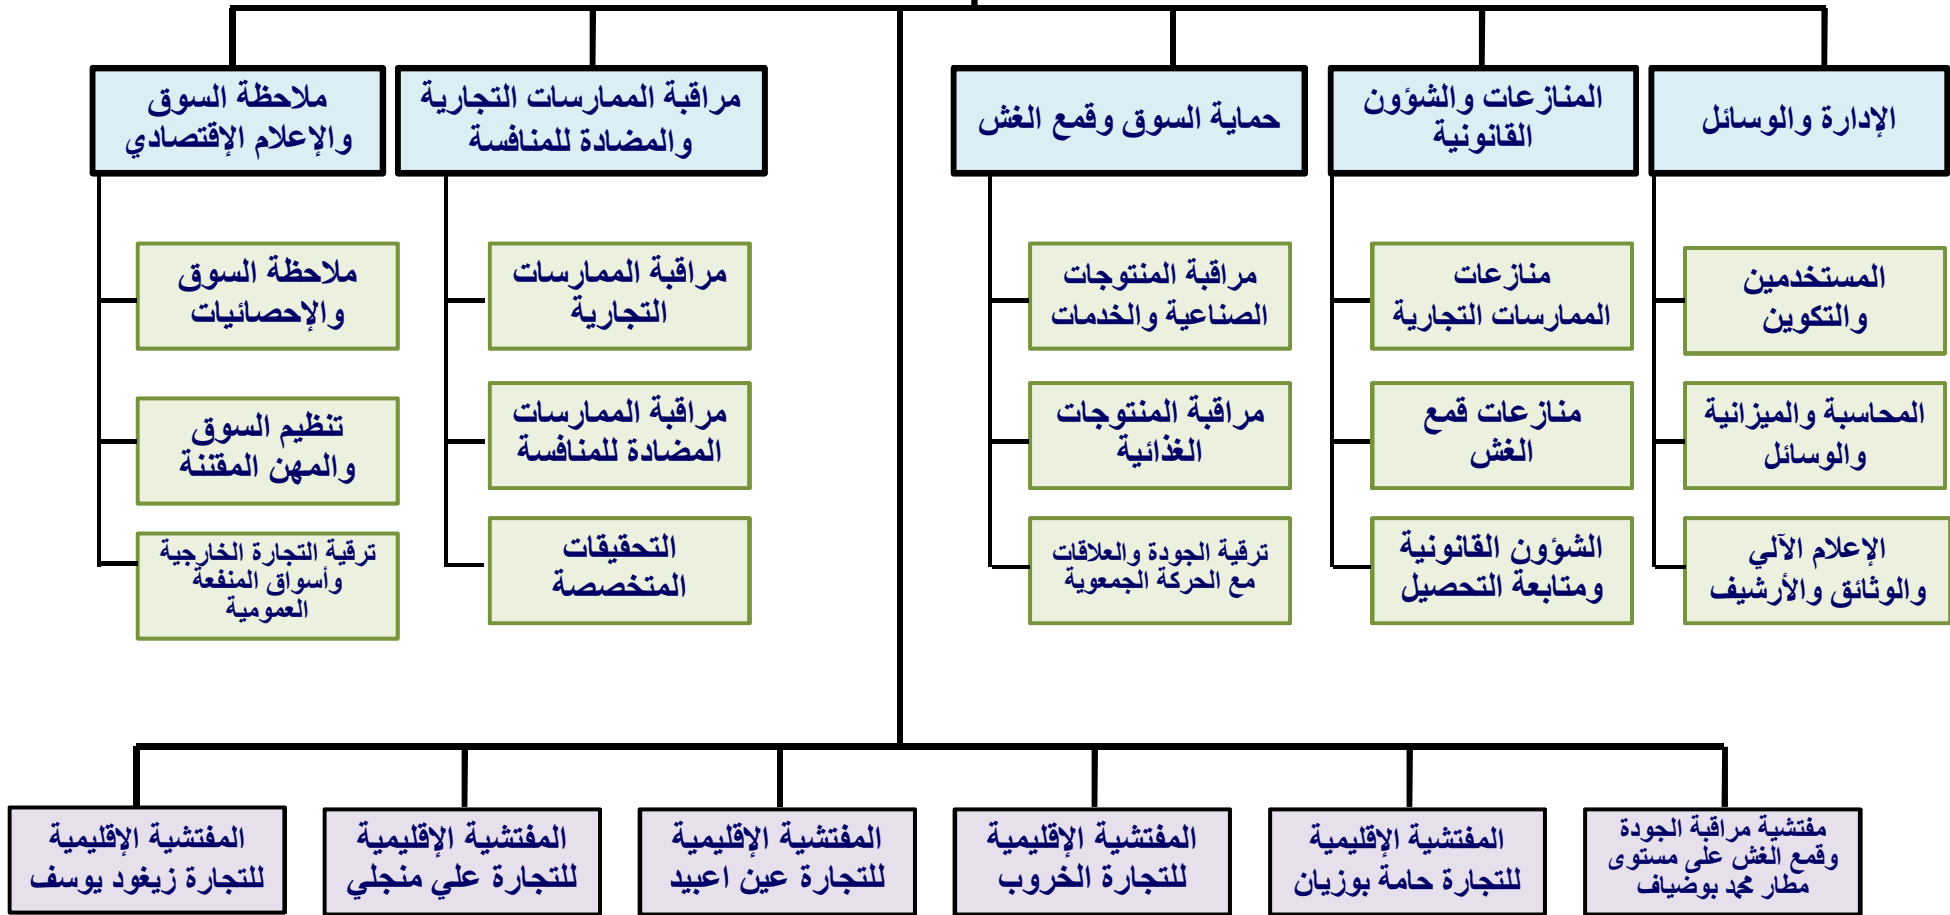 الإدارة والوسائل
المنازعات والشؤون
القانونية
حماية السوق وقمع الغش
مراقبة الممارسات التجارية
والمضادة للمنافسة
ملاحظة السوق
والإعلام الإقتصادي
المستخدمين
والتكوين
منازعات
الممارسات التجارية
مراقبة المنتوجات
الصناعية والخدمات
مراقبة الممارسات
التجارية
ملاحظة السوق
والإحصائيات
المحاسبة والميزانية
والوسائل
منازعات قمع
الغش
مراقبة المنتوجات
الغذائية
مراقبة الممارسات
المضادة للمنافسة
تنظيم السوق
والمهن المقتننة
الإعلام الآلي
والوثائق والأرشيف
الشؤون القانونية
ومتابعة التحصيل
ترقية الجودة والعلاقات
مع الحركة الجمعوية
التحقيقات
المتخصصة
ترقية التجارة الخارجية
وأسواق المنفعة
العمومية
مفتشية مراقبة الجودة
وقمع الغش على مستوى
مطار محمد بوضياف
المفتشية الإقليمية
للتجارة حامة بوزيان
المفتشية الإقليمية
للتجارة الخروب
المفتشية الإقليمية
للتجارة عين اعبيد
المفتشية الإقليمية
للتجارة علي منجلي
المفتشية الإقليمية
للتجارة زيغود يوسف